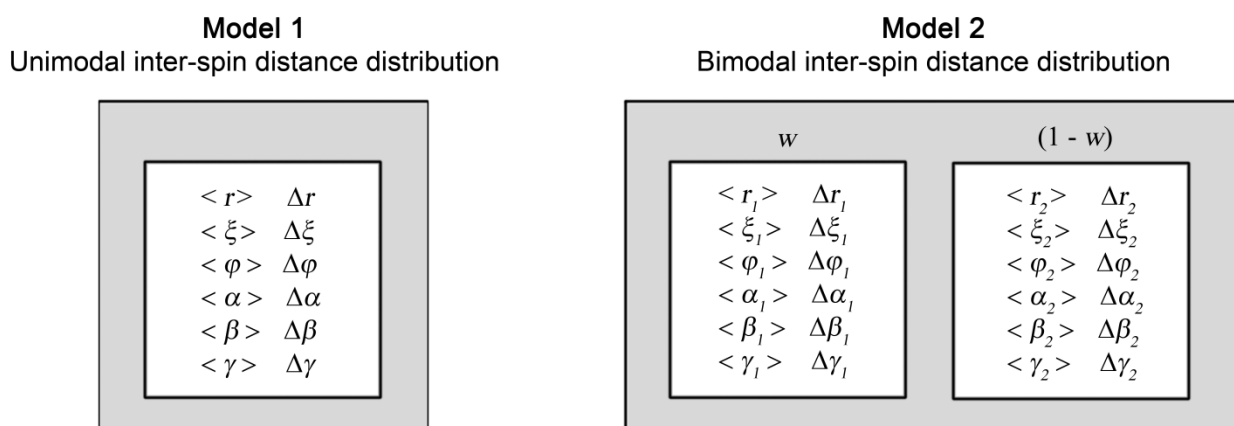 Model 1
Unimodal inter-spin distance distribution
< r > Δr
< ξ > Δξ
< φ > Δφ
< α > Δα
< β > Δβ
< γ > Δγ
Model 2
Bimodal inter-spin distance distribution
w
< r₁ > Δr₁
< ξ₁ > Δξ₁
< φ₁ > Δφ₁
< α₁ > Δα₁
< β₁ > Δβ₁
< γ₁ > Δγ₁
(1 - w)
< r₂ > Δr₂
< ξ₂ > Δξ₂
< φ₂ > Δφ₂
< α₂ > Δα₂
< β₂ > Δβ₂
< γ₂ > Δγ₂